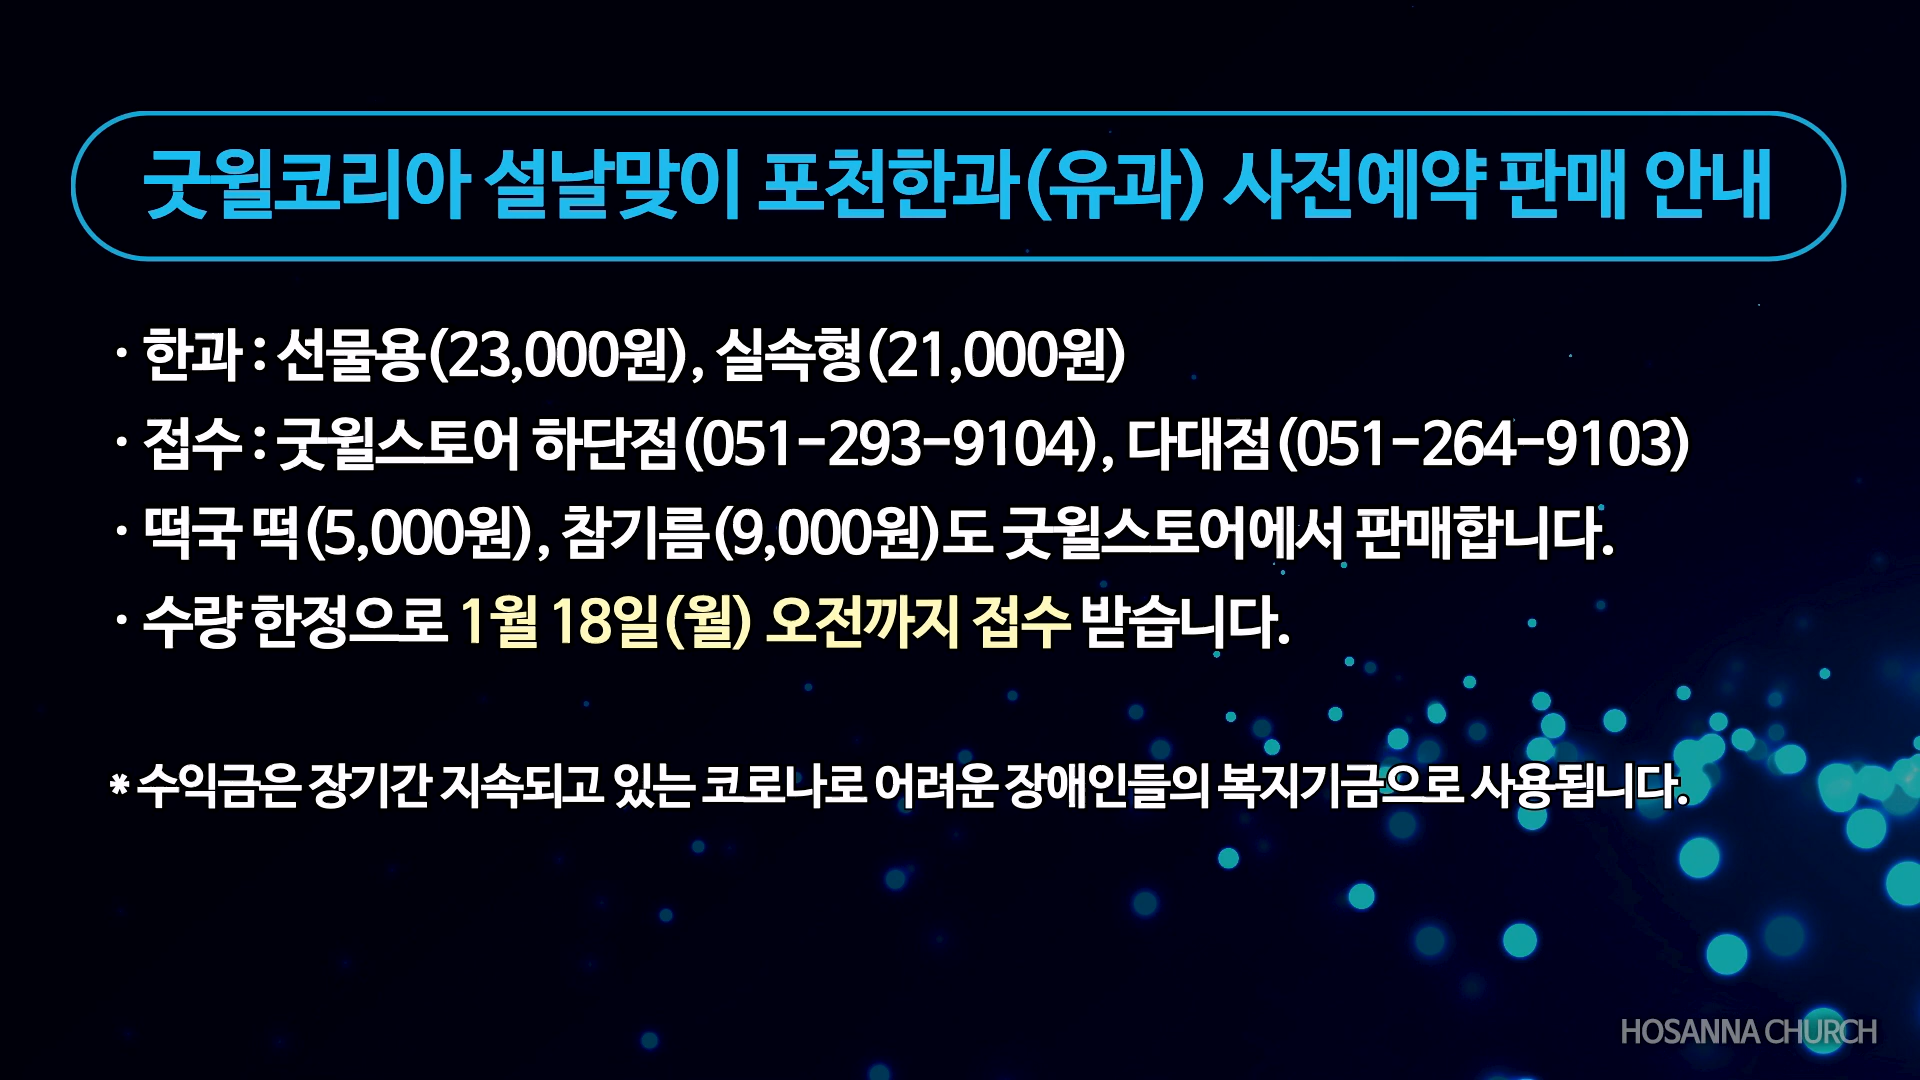 굿윌코리아 설날맞이 포천한과(유과) 사전예약 판매 안내
· 한과 : 선물용(23,000원), 실속형(21,000원)
· 접수 : 굿윌스토어 하단점(051-293-9104), 다대점(051-264-9103)
· 떡국 떡(5,000원), 참기름(9,000원)도 굿윌스토어에서 판매합니다.
· 수량 한정으로 1월 18일(월) 오전까지 접수 받습니다.
* 수익금은 장기간 지속되고 있는 코로나로 어려운 장애인들의 복지기금으로 사용됩니다.
HOSANNA CHURCH